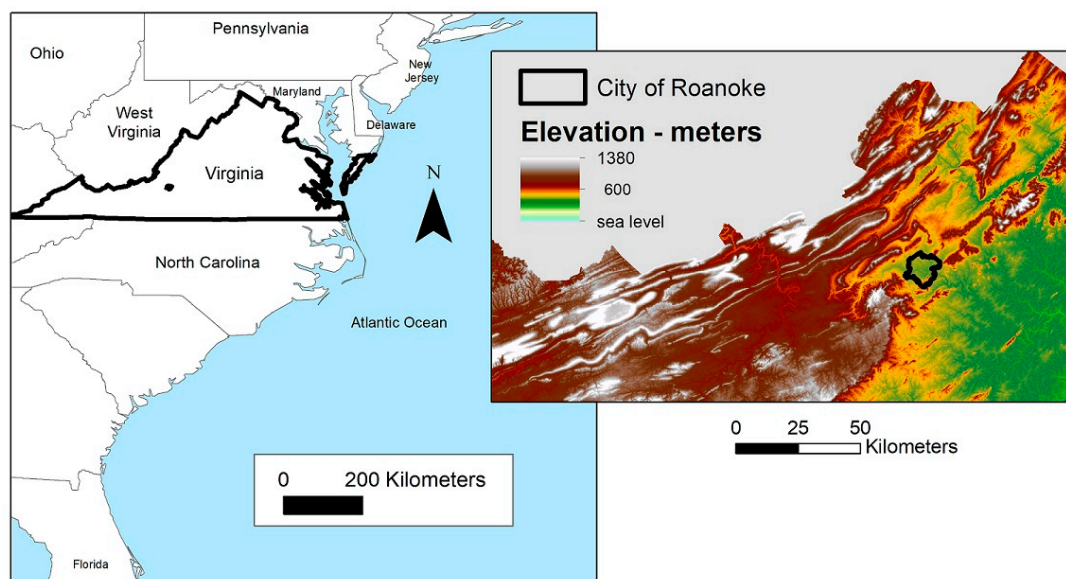 Pennsylvania
Ohio
New
Jersey
Maryland
West
Virginia
Delaware
Virginia
N
North Carolina
Atlantic Ocean
0 200 Kilometers
Florida
City of Roanoke
Elevation - meters
1380
600
sea level
0 25 50
Kilometers